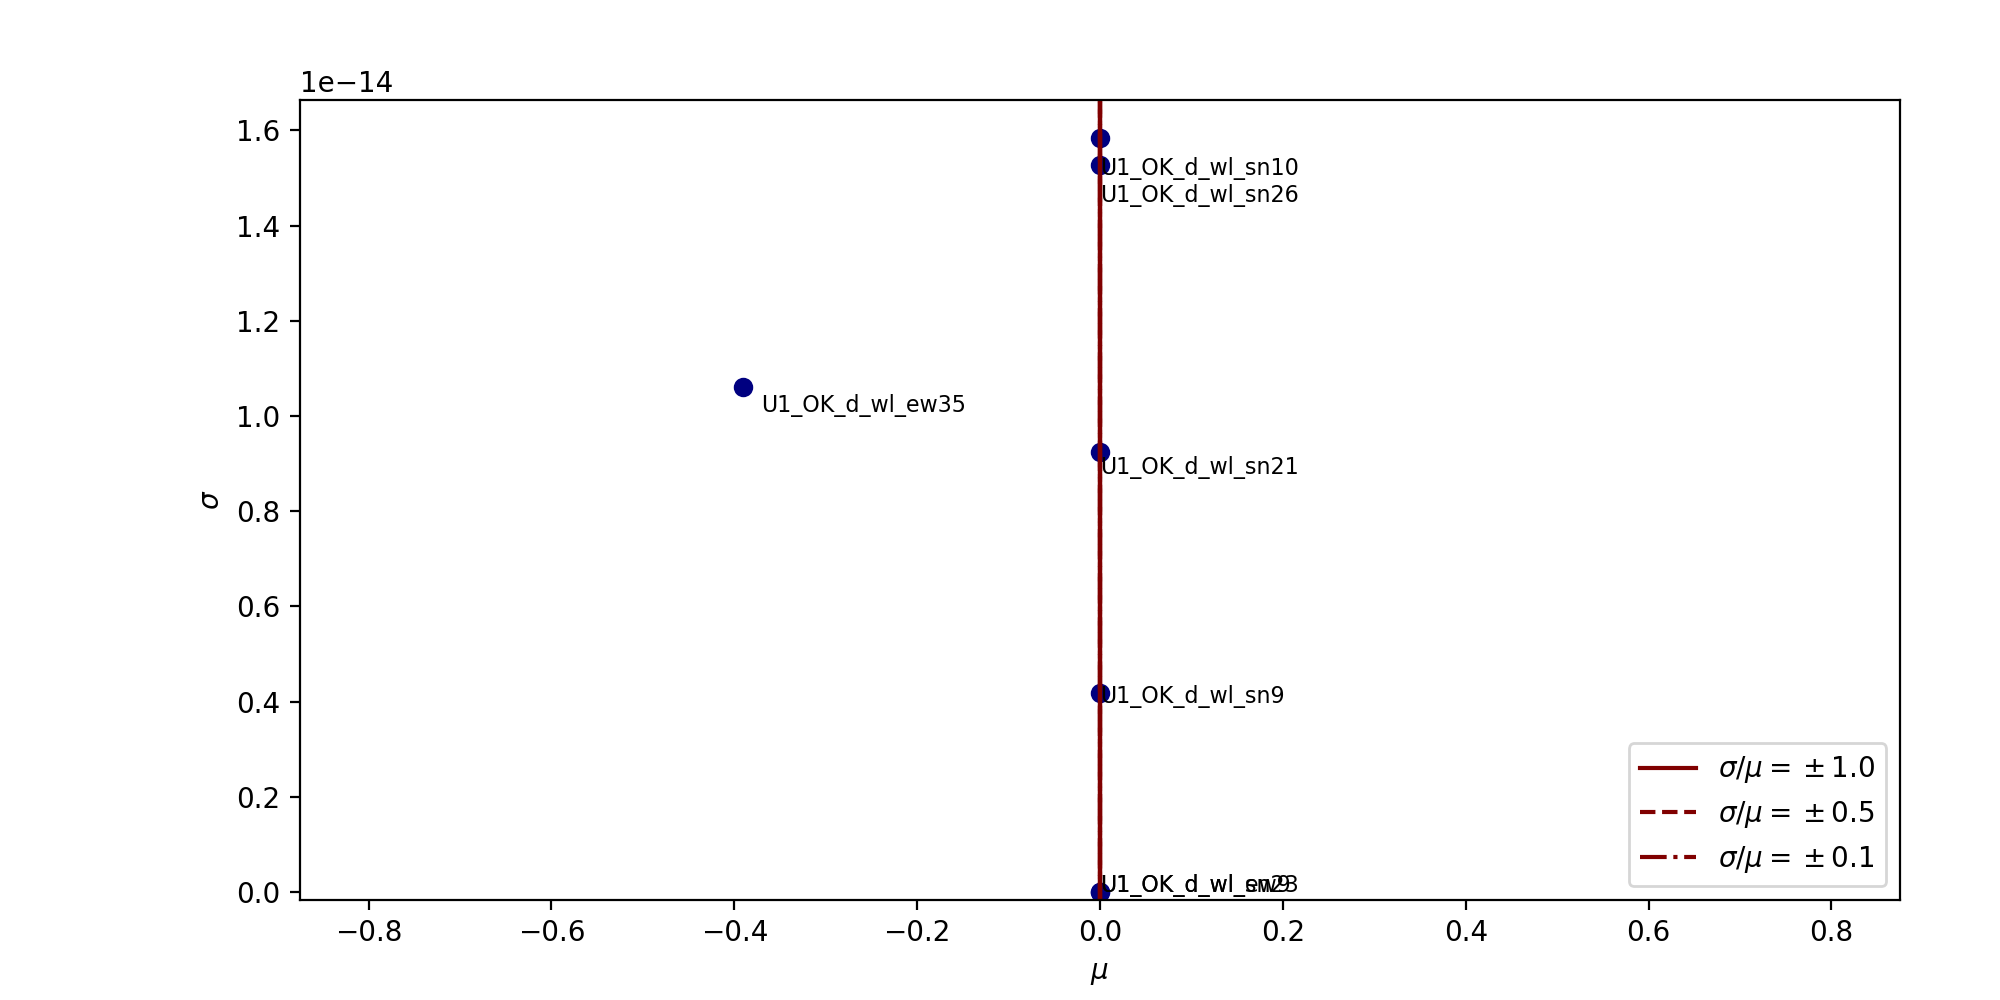 1e−14
1.6
1.4
1.2
1.0
0.8
0.6
0.4
0.2
0.0
σ
U1_OK_d_wl_sn10
U1_OK_d_wl_sn26
U1_OK_d_wl_ew35
U1_OK_d_wl_sn21
U1_OK_d_wl_sn9
U1_OK_d_wl_sn23
U1_OK_d_wl_ew9
σ/μ = ±1.0
σ/μ = ±0.5
σ/μ = ±0.1
−0.8 −0.6 −0.4 −0.2 0.0 0.2 0.4 0.6 0.8
μ